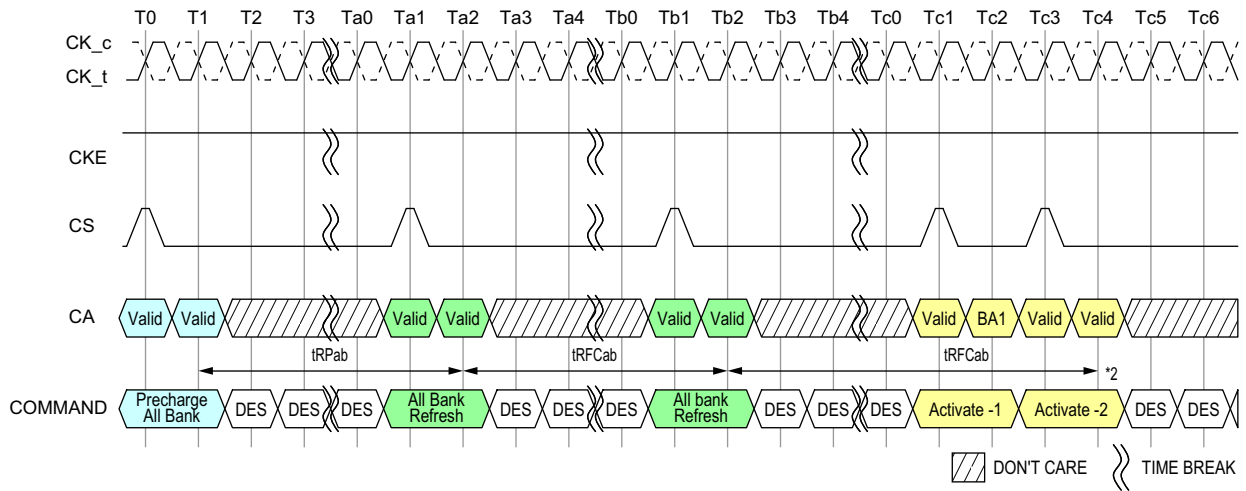 T0 T1 T2 T3 Ta0 Ta1 Ta2 Ta3 Ta4 Tb0 Tb1 Tb2 Tb3 Tb4 Tc0 Tc1 Tc2 Tc3 Tc4 Tc5 Tc6
CK_c
CK_t
CKE
CS
CA Valid Valid Valid Valid Valid Valid Valid BA1 Valid Valid
tRPab tRFCab tRFCab *2
COMMAND Precharge All Bank DES DES DES All Bank Refresh DES DES DES All bank Refresh DES DES DES Activate -1 Activate -2 DES DES
DON'T CARE TIME BREAK